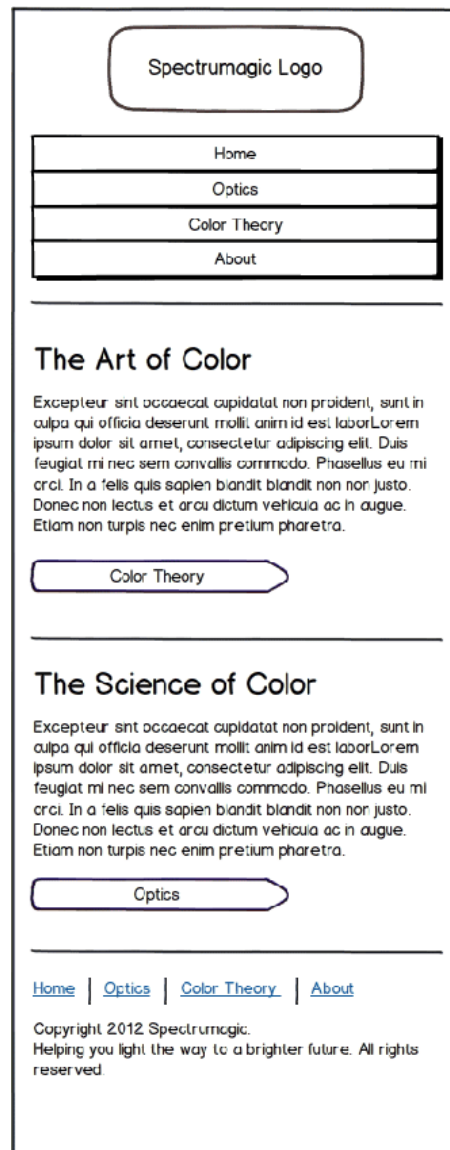 Spectrumagic Logo
Home
Optics
Color Theory
About
The Art of Color
Excepteur sint occaecat cupidatat non proident, sunt in
culpa qui officia deserunt mollit anim id est laborLorem
ipsum dolor sit amet, consectetur adipiscing elit. Duis
feugiat mi nec sem convallis commodo. Phasellus eu mi
orci. In a felis quis sapien blandit blandit non non justo.
Donec non lectus et arcu dictum vehicula ac in augue.
Etiam non turpis nec enim pretium pharetra.
Color Theory
The Science of Color
Excepteur sint occaecat cupidatat non proident, sunt in
culpa qui officia deserunt mollit anim id est laborLorem
ipsum dolor sit amet, consectetur adipiscing elit. Duis
feugiat mi nec sem convallis commodo. Phasellus eu mi
orci. In a felis quis sapien blandit blandit non non justo.
Donec non lectus et arcu dictum vehicula ac in augue.
Etiam non turpis nec enim pretium pharetra.
Optics
Home | Optics | Color Theory | About
Copyright 2012 Spectrumagic.
Helping you light the way to a brighter future. All rights
reserved.